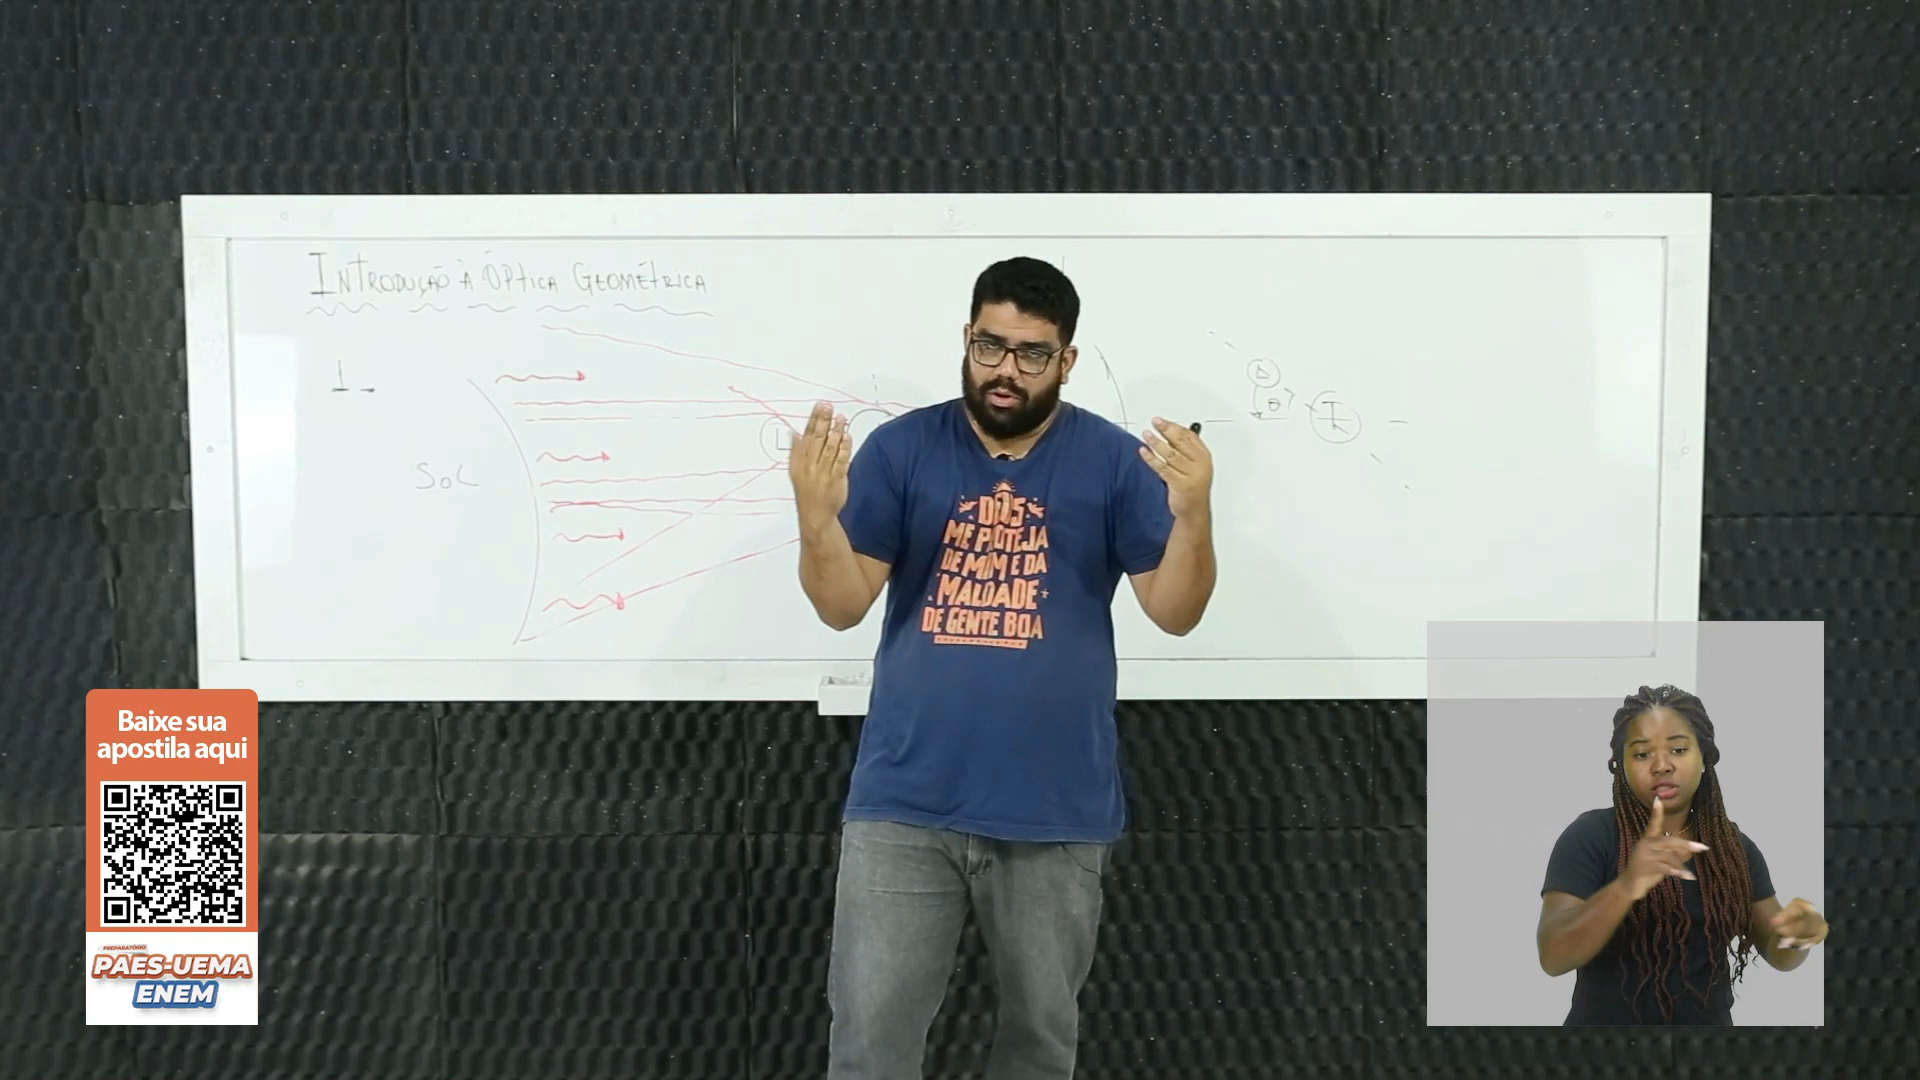 INTRODUÇÃO À ÓPTICA GEOMÉTRICA
1_
SOL
L
D
θ
I
DEUS
ME PROTEJA
DE MIM E DA
MALDADE
DE GENTE BOA
Baixe sua
apostila aqui
PREPARATÓRIO
PAES-UEMA
ENEM